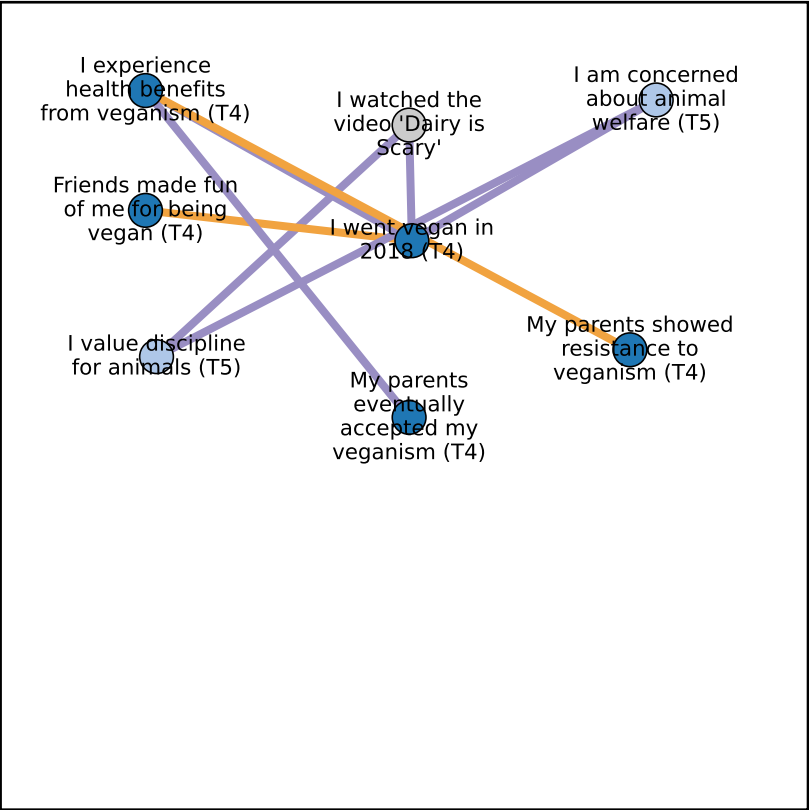 I experience
health benefits
from veganism (T4)
I watched the
video 'Dairy is
Scary'
I am concerned
about animal
welfare (T5)
Friends made fun
of me for being
vegan (T4)
I went vegan in
2018 (T4)
I value discipline
for animals (T5)
My parents showed
resistance to
veganism (T4)
My parents
eventually
accepted my
veganism (T4)